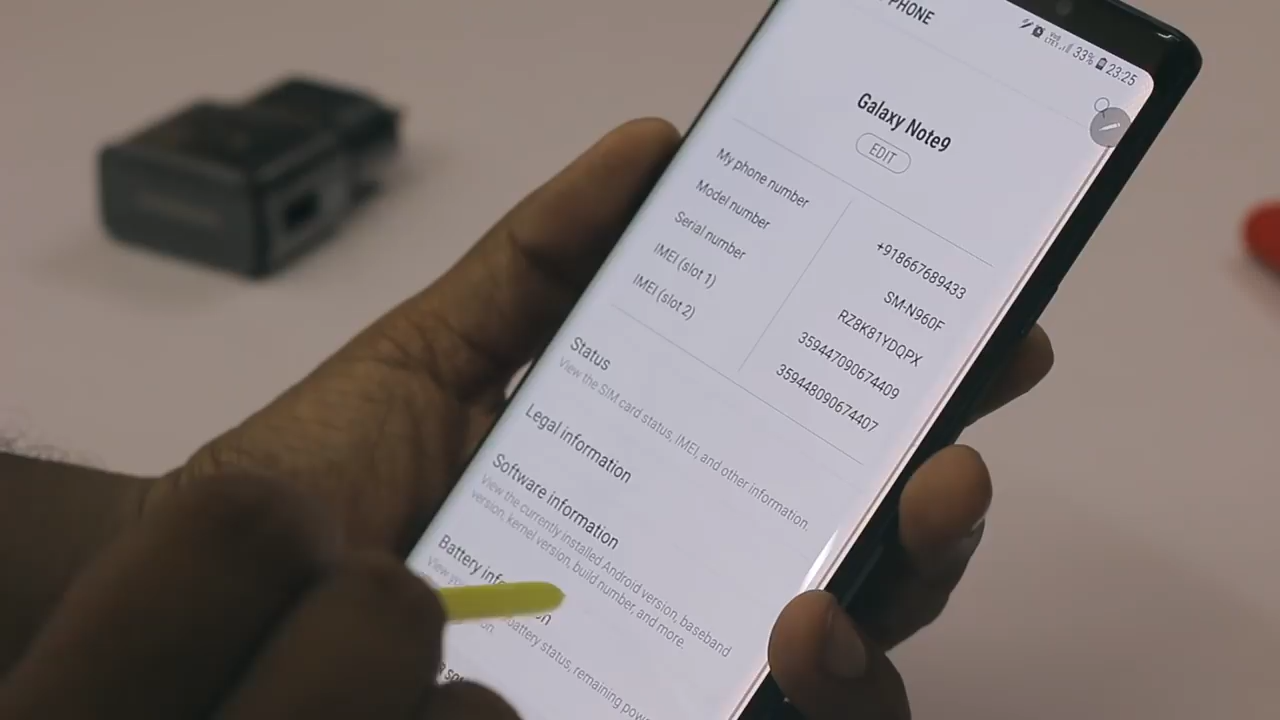 PHONE
33% 23:25
Galaxy Note9
EDIT
My phone number +918667689433
Model number SM-N960F
Serial number RZ8K81YDQPX
IMEI (slot 1) 359447090674409
IMEI (slot 2) 359448090674407
Status
View the SIM card status, IMEI, and other information.
Legal information
Software information
View the currently installed Android version, baseband
version, kernel version, build number, and more.
Battery
battery status, remaining